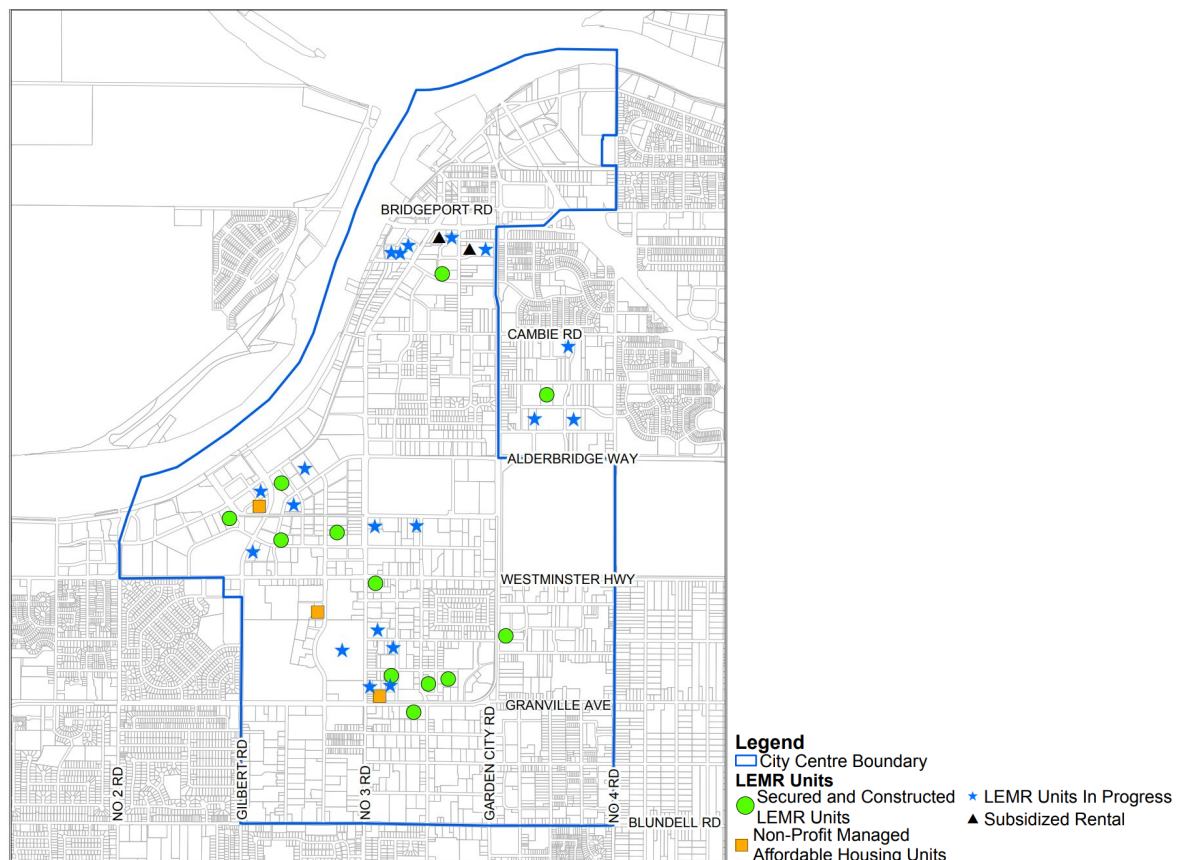 BRIDGEPORT RD
CAMBIE RD
ALDERBRIDGE WAY
WESTMINSTER HWY
GRANVILLE AVE
NO 2 RD
GILBERT RD
NO 3 RD
GARDEN CITY RD
NO 4 RD
BLUNDELL RD
Legend
City Centre Boundary
LEMR Units
Secured and Constructed
LEMR Units
Non-Profit Managed
Affordable Housing Units
LEMR Units In Progress
Subsidized Rental